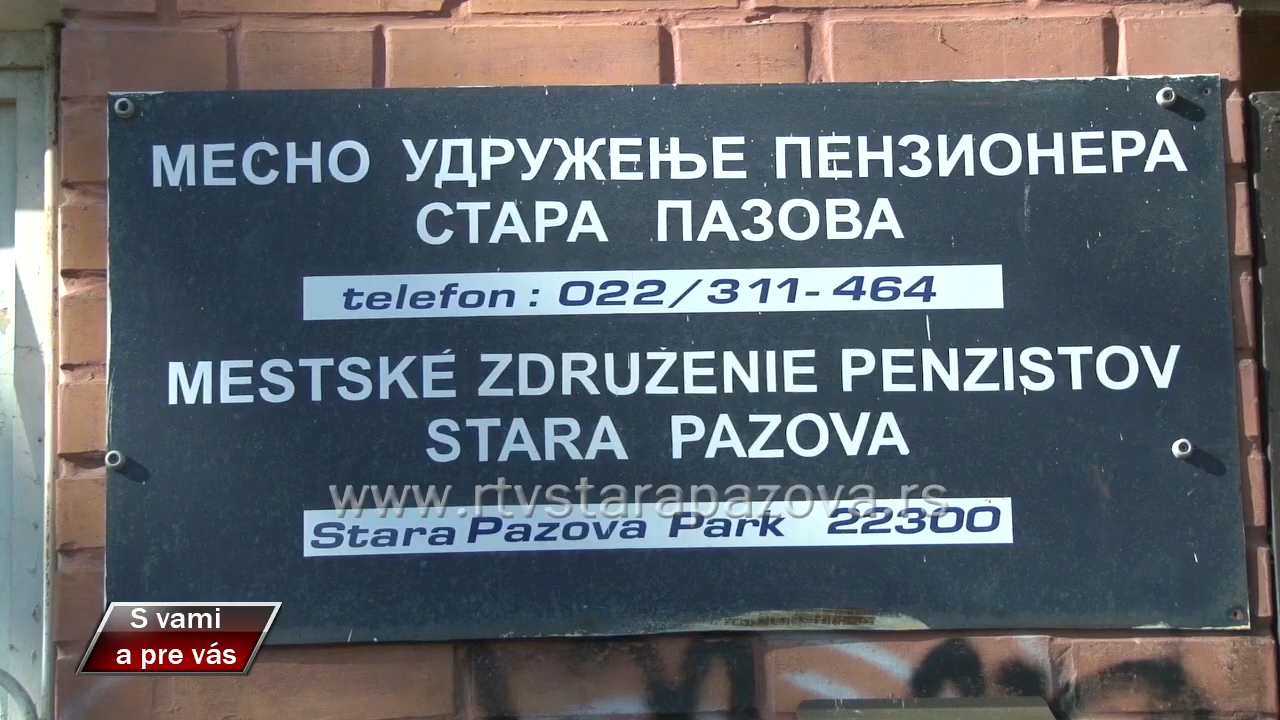 МЕСНО УДРУЖЕЊЕ ПЕНЗИОНЕРА
СТАРА ПАЗОВА
telefon : 022/311-464
MESTSKÉ ZDRUŽENIE PENZISTOV
STARA PAZOVA
www.rtvstarapazova.rs
Stara Pazova Park 22300
S vami
a pre vás